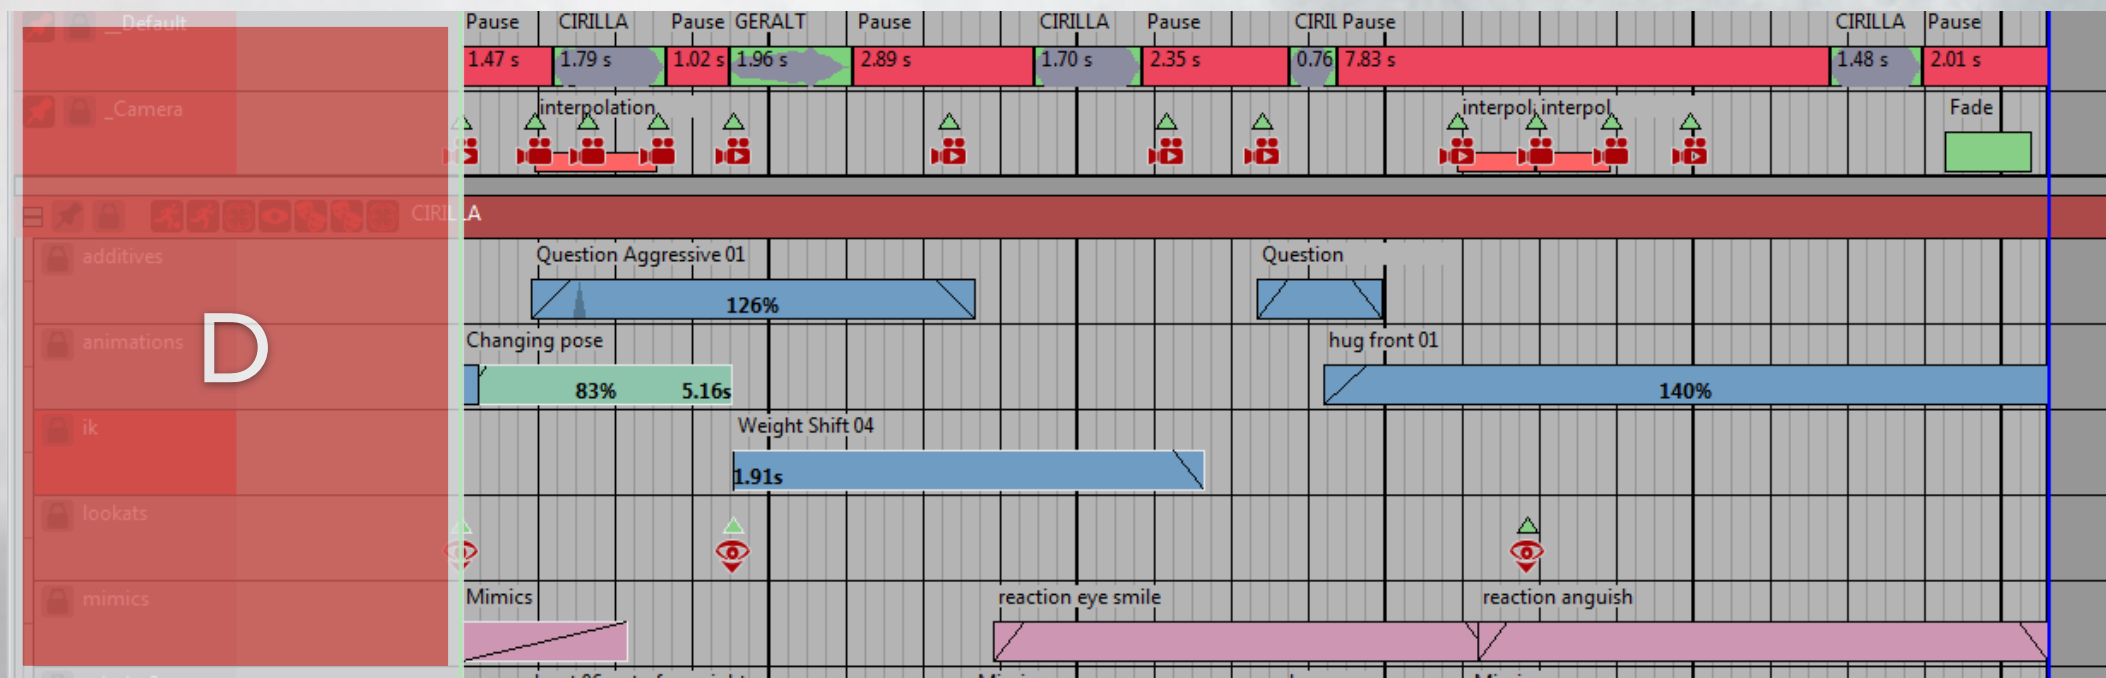 __Default Pause CIRILLA Pause GERALT Pause CIRILLA Pause CIRIL Pause CIRILLA Pause
1.47 s 1.79 s 1.02 s 1.96 s 2.89 s 1.70 s 2.35 s 0.76 7.83 s 1.48 s 2.01 s
_Camera interpolation interpol interpol Fade
CIRILLA
additives Question Aggressive 01 Question
126%
D
animations Changing pose hug front 01
83% 5.16s 140%
ik Weight Shift 04
1.91s
lookats
mimics Mimics reaction eye smile reaction anguish